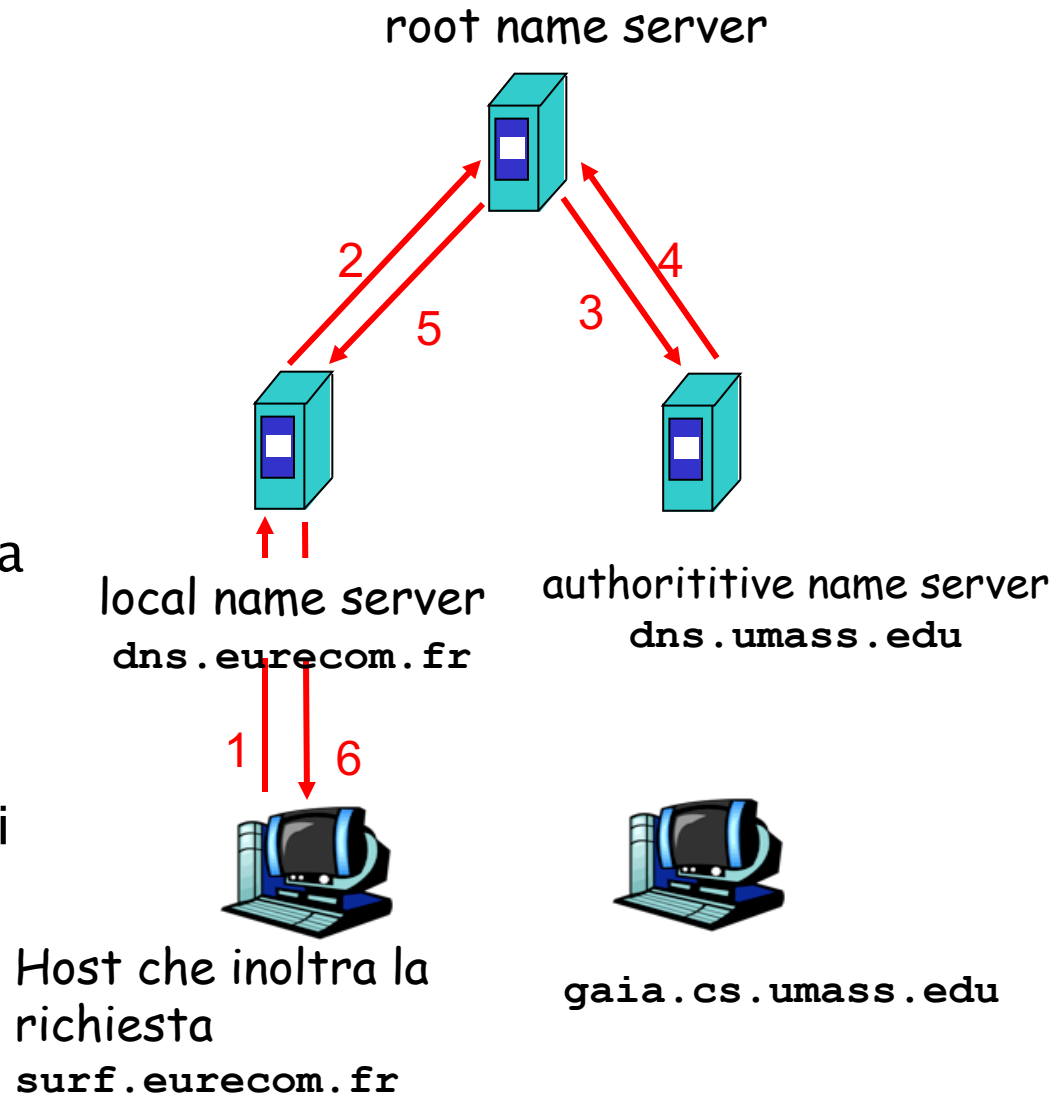 root name server
2
4
3
5
a
local name server
authorititive name server
dns.eurecom.fr
dns.umass.edu
1
6
i
Host che inoltra la
richiesta
gaia.cs.umass.edu
surf.eurecom.fr